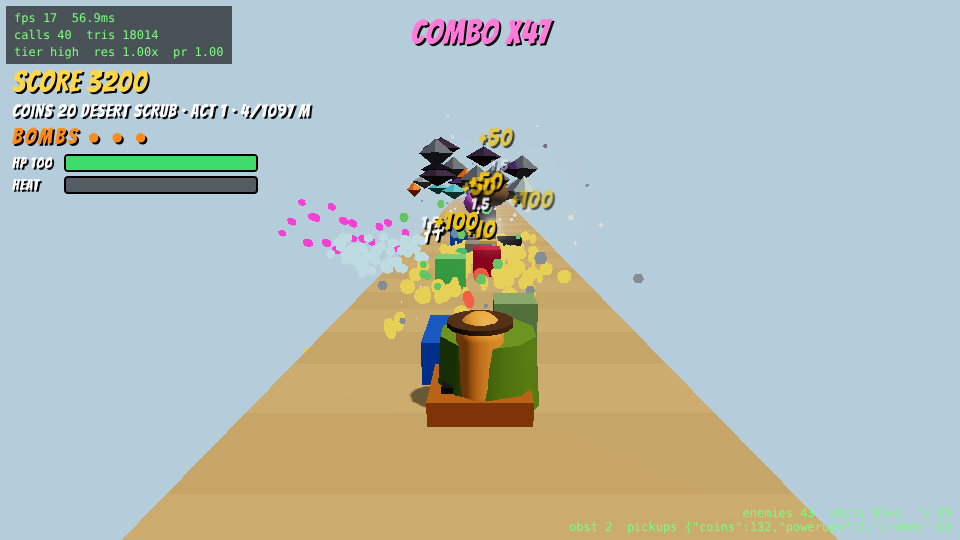 fps 17 56.9ms
calls 40 tris 18014
tier high res 1.00x pr 1.00
COMBO X47
SCORE 3200
COINS 20 DESERT SCRUB · ACT 1 · 4/1097 M
BOMBS
HP 100
HEAT
+50
+50
1.5
+100
+100
10
enemies
obst 2 pickups {"coins":132,"powerups"